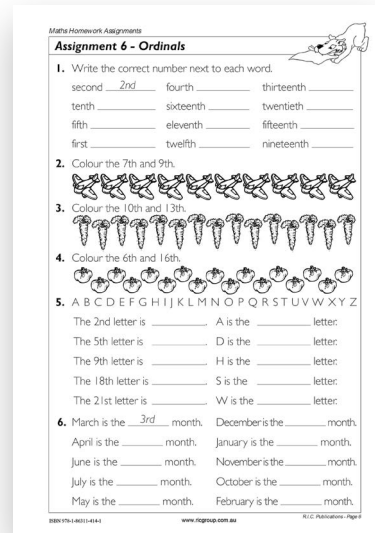 Maths Homework Assignments
Assignment 6 - Ordinals
1. Write the correct number next to each word.
second 2nd fourth thirteenth
tenth sixteenth twentieth
fifth eleventh fifteenth
first twelfth nineteenth
2. Colour the 7th and 9th.
3. Colour the 10th and 13th.
4. Colour the 6th and 16th.
5. A B C D E F G H I J K L M N O P Q R S T U V W X Y Z
The 2nd letter is . A is the letter.
The 5th letter is . D is the letter.
The 9th letter is . H is the letter.
The 18th letter is . S is the letter.
The 21st letter is . W is the letter.
6. March is the 3rd month. December is the month.
April is the month. January is the month.
June is the month. November is the month.
July is the month. October is the month.
May is the month. February is the month.
ISBN 978-1-86311-414-1 www.ricgroup.com.au R.I.C. Publications - Page 6